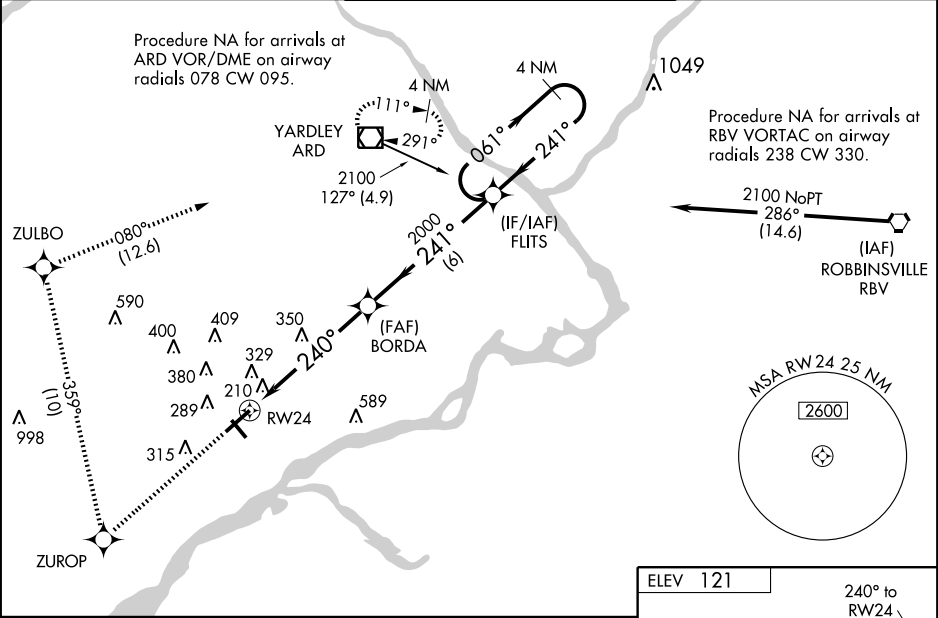 Procedure NA for arrivals at
ARD VOR/DME on airway
radials 078 CW 095.
4 NM
111°
291°
YARDLEY
ARD
2100
127° (4.9)
4 NM
061°
241°
1049
Procedure NA for arrivals at
RBV VORTAC on airway
radials 238 CW 330.
2100 NoPT
286°
(14.6)
(IAF)
ROBBINSVILLE
RBV
(IF/IAF)
FLITS
2000
241°
(6)
ZULBO
080°
(12.6)
(FAF)
BORDA
240°
590
400
409
350
380
329
210
289
RW24
589
315
998
359°
(10)
ZUROP
MSA RW24 25 NM
2600
ELEV 121
240° to
RW24